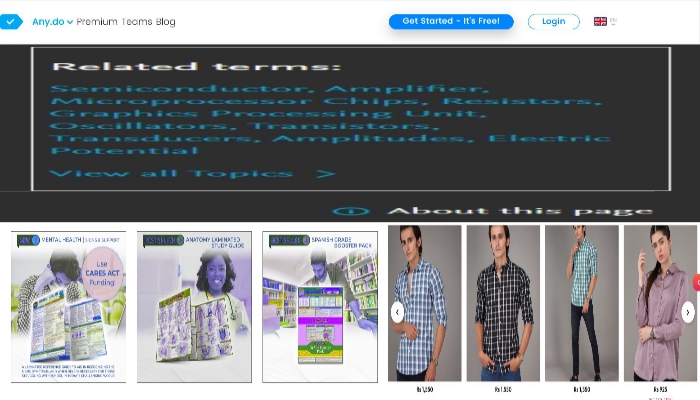 Any.do Premium Teams Blog
Get Started - It's Free!
Login
EN
Related terms:
Semiconductor, Amplifier,
Microprocessor Chips, Resistors,
Graphics Processing Unit,
Oscillators, Transistors,
Transducers, Amplitudes, Electric
Potential
View all Topics >
About this page
MENTAL HEALTH | SIGNS & SUPPORT
Use
CARES ACT
Funding!
ANATOMY LAMINATED
STUDY GUIDE
SPANISH GRADE
BOOSTER PACK
Rs 1,550
Rs 1,550
Rs 1,550
Rs 925